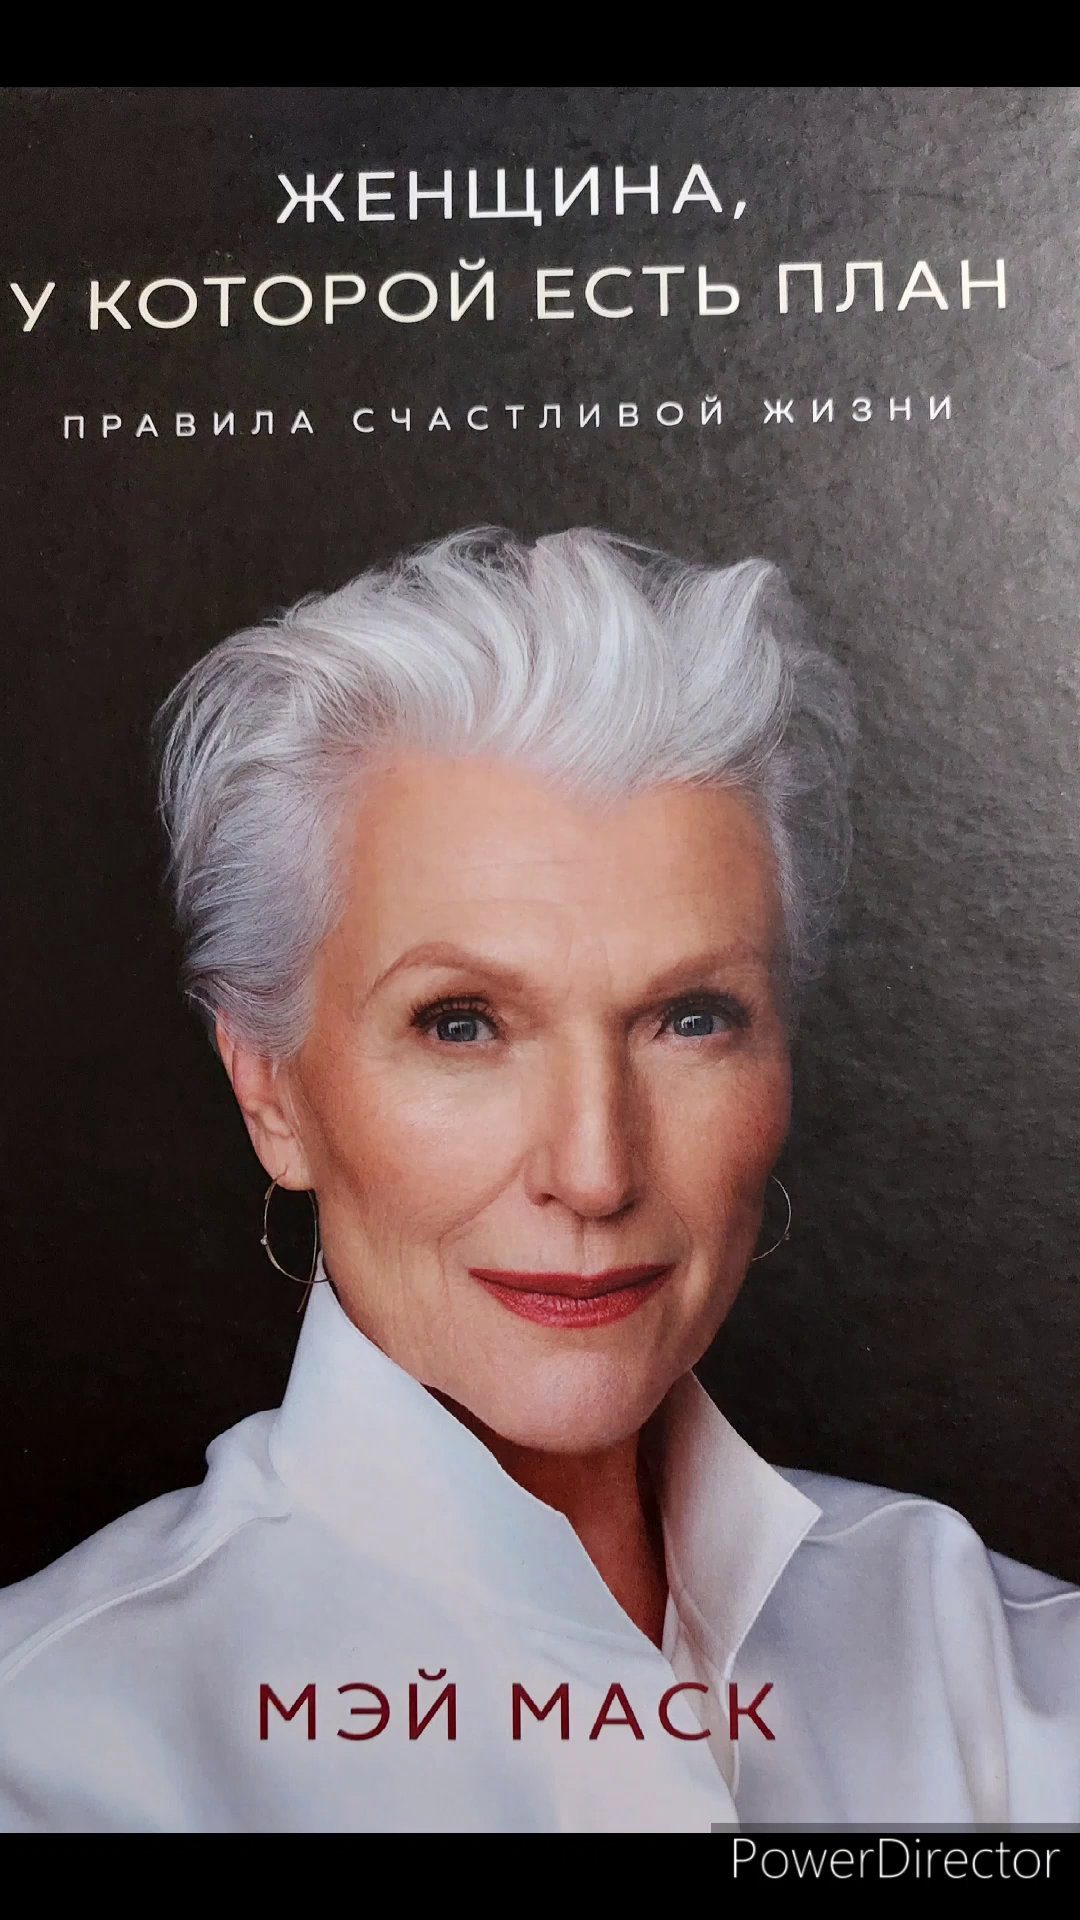 ЖЕНЩИНА,
У КОТОРОЙ ЕСТЬ ПЛАН
ПРАВИЛА СЧАСТЛИВОЙ ЖИЗНИ
МЭЙ МАСК
PowerDirector